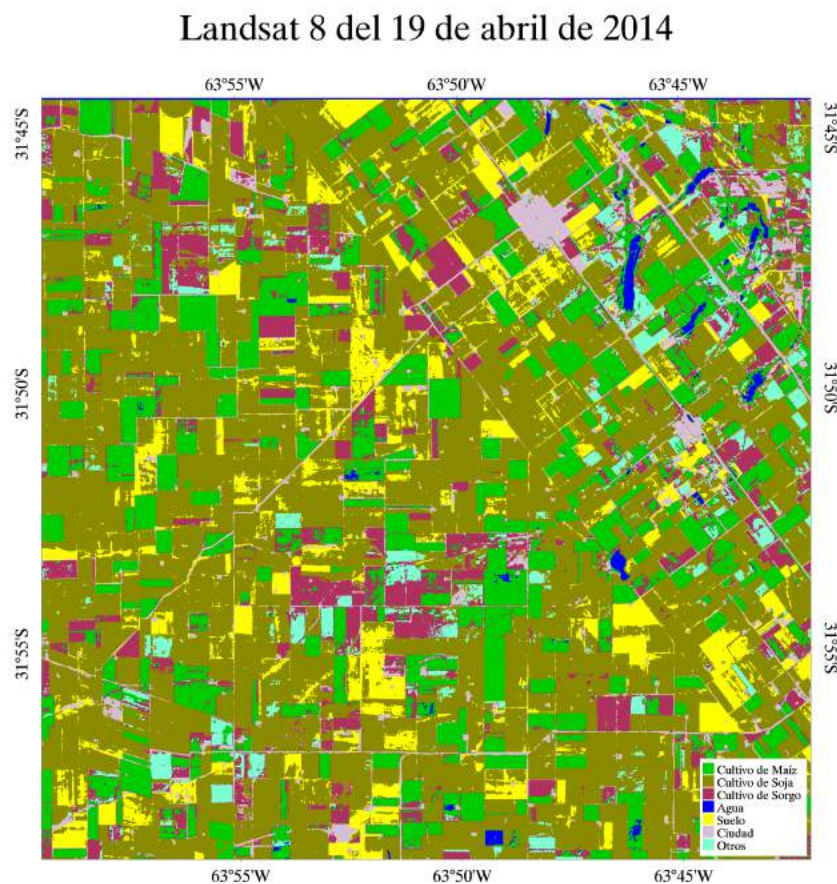 Landsat 8 del 19 de abril de 2014
63°55'W 63°50'W 63°45'W
31°45'S 31°45'S
31°50'S 31°50'S
31°55'S 31°55'S
Cultivo de Maíz
Cultivo de Soja
Cultivo de Sorgo
Agua
Suelo
Ciudad
Otros
63°55'W 63°50'W 63°45'W